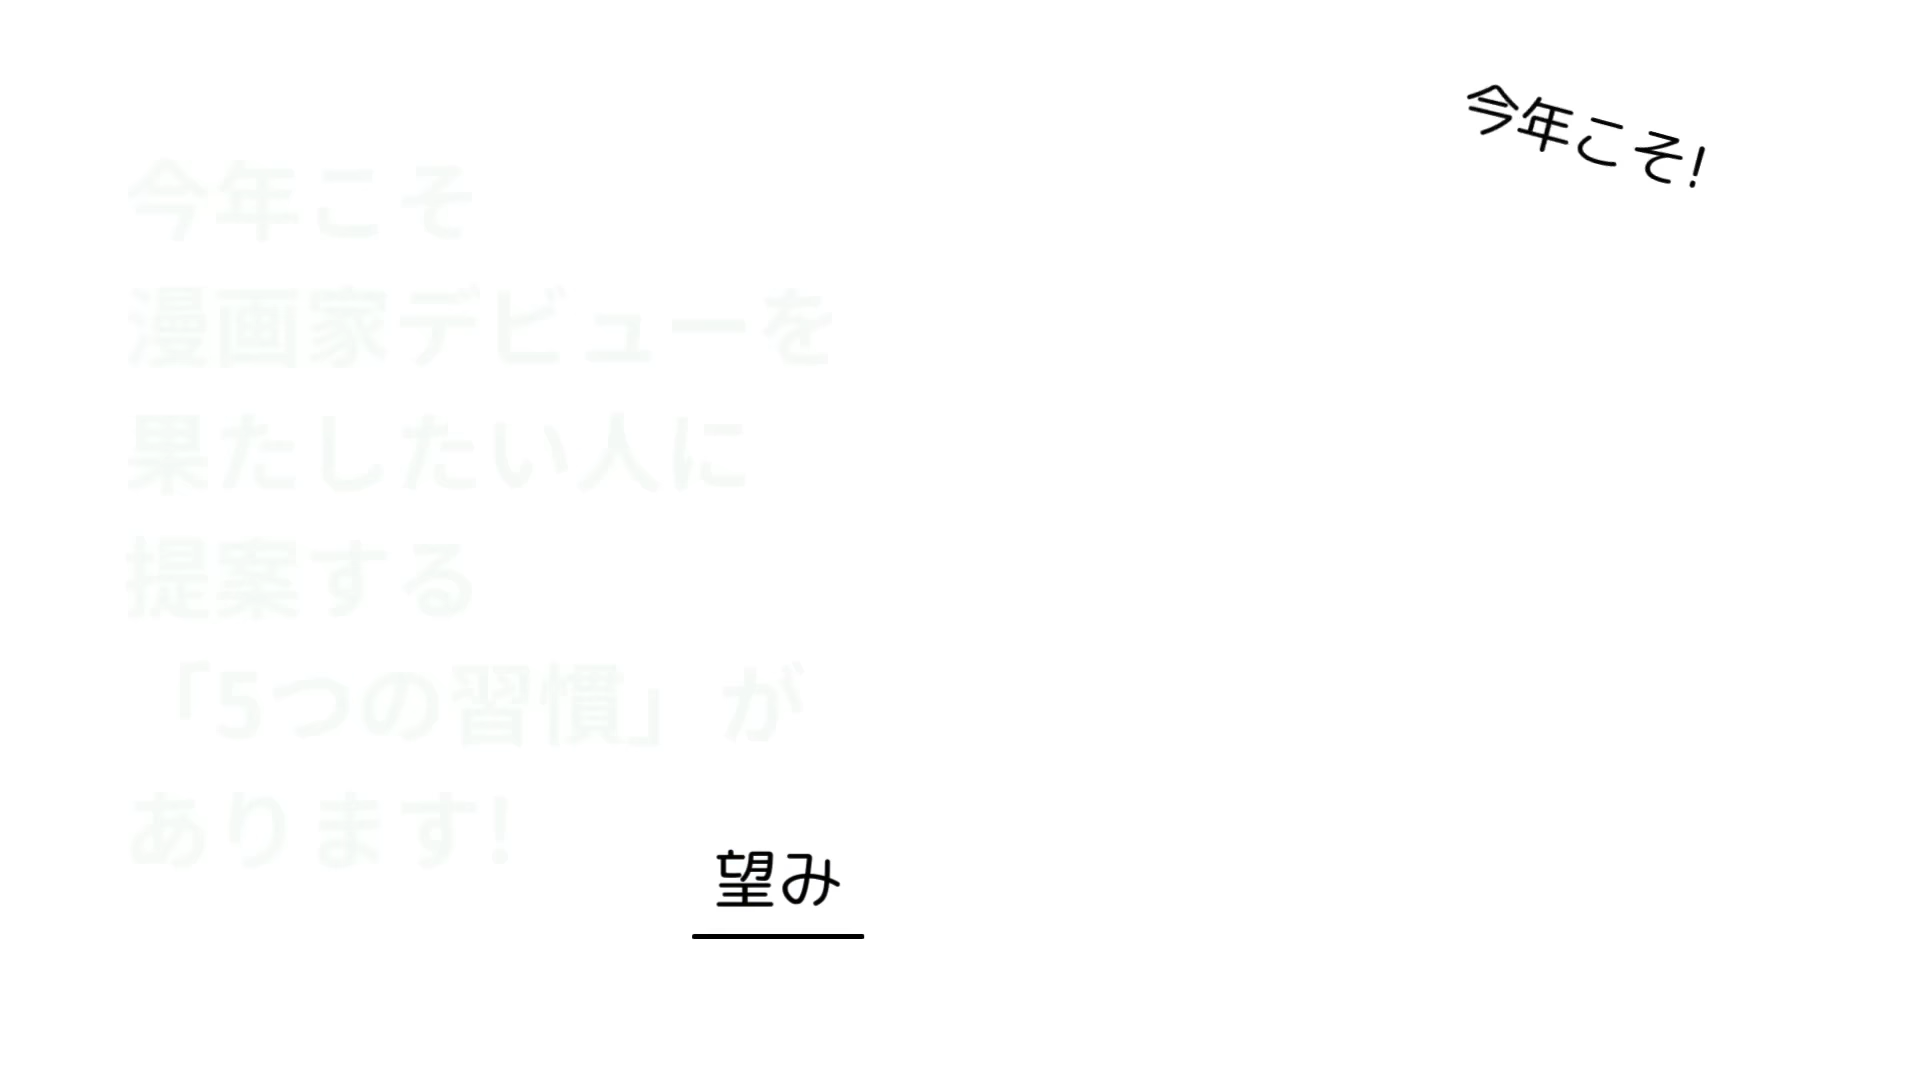 今年こそ!
今年こそ
漫画家デビューを
果たしたい人に
提案する
「5つの習慣」が
あります!
望み